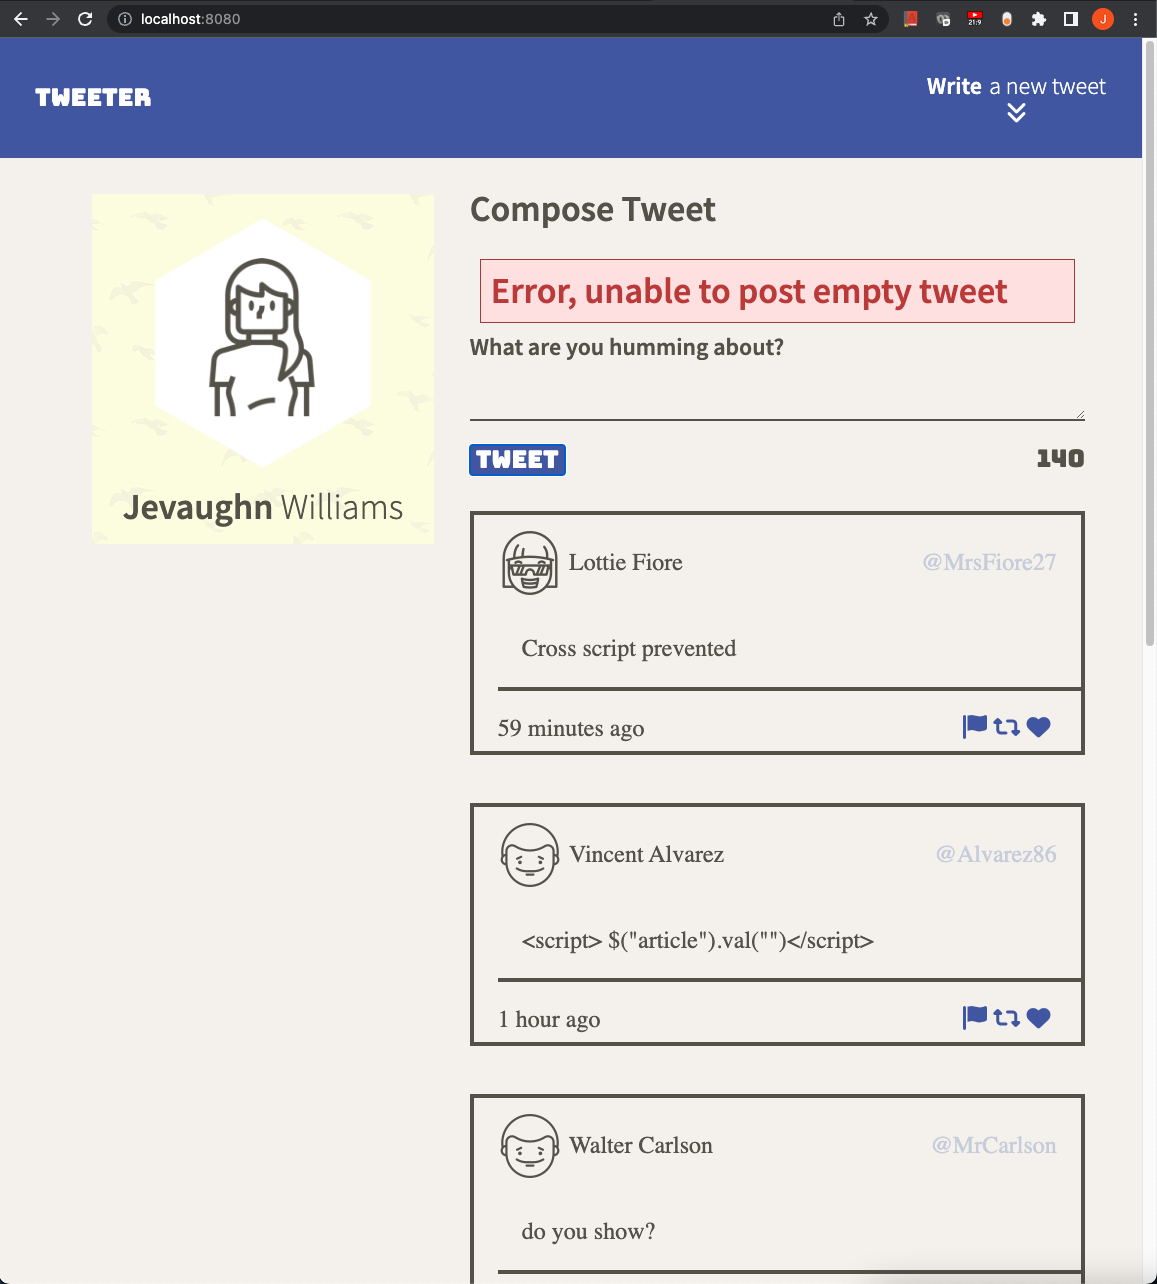 localhost:8080
21:9
J
TWEETER
Write a new tweet
Compose Tweet
Error, unable to post empty tweet
What are you humming about?
TWEET
140
Jevaughn Williams
Lottie Fiore
@MrsFiore27
Cross script prevented
59 minutes ago
Vincent Alvarez
@Alvarez86
<script> $("article").val("")</script>
1 hour ago
Walter Carlson
@MrCarlson
do you show?